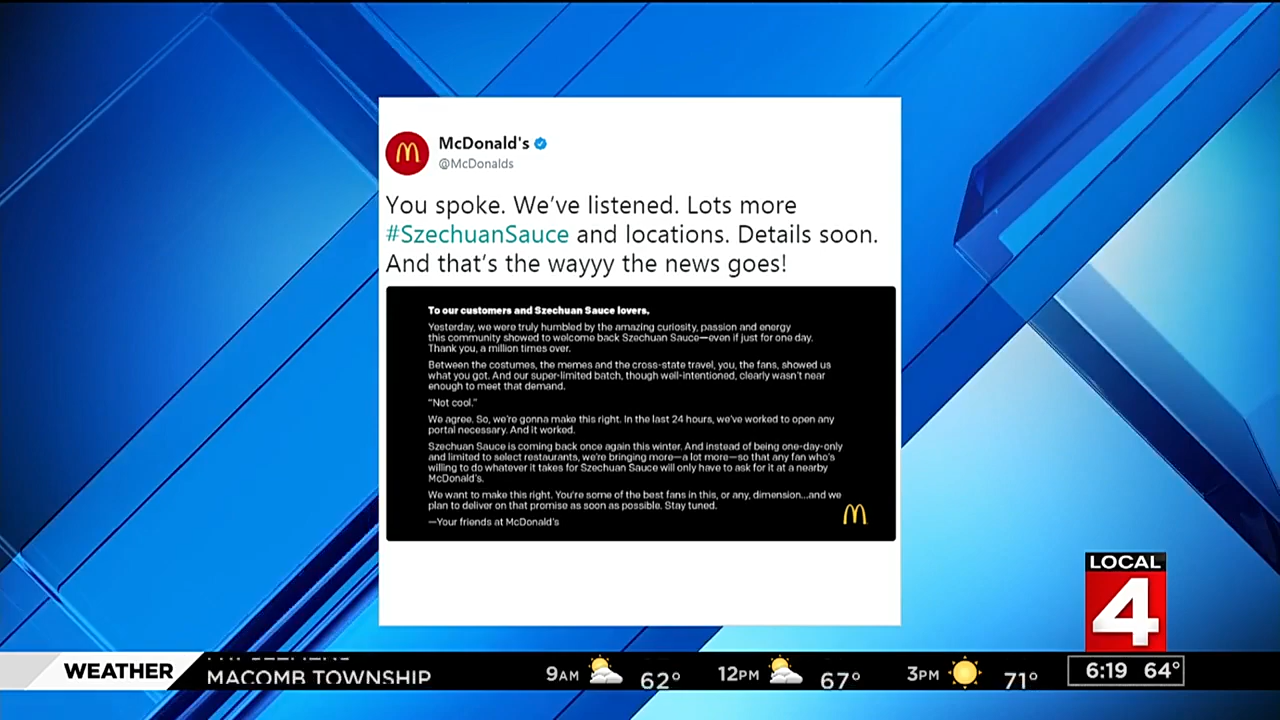 McDonald's
@McDonalds
You spoke. We've listened. Lots more
#SzechuanSauce and locations. Details soon.
And that's the wayyy the news goes!
To our customers and Szechuan Sauce lovers,
Yesterday, we were truly humbled by the amazing curiosity, passion and energy
this community showed to welcome back Szechuan Sauce—even if just for one day.
Thank you, a million times over.
Between the costumes, the memes and the cross-state travel, you, the fans, showed us
what you got. And our super-limited batch, though well-intentioned, clearly wasn't near
enough to meet that demand.
"Not cool."
We agree. So, we're gonna make this right. In the last 24 hours, we've worked to open any
portal necessary. And it worked.
Szechuan Sauce is coming back once again this winter. And instead of being one-day-only
and limited to select restaurants, we're bringing more—a lot more—so that any fan who's
willing to do whatever it takes for Szechuan Sauce will only have to ask for it at a nearby
McDonald's.
We want to make this right. You're some of the best fans in this, or any, dimension...and we
plan to deliver on that promise as soon as possible. Stay tuned.
—Your friends at McDonald's
LOCAL
4
WEATHER
MACOMB TOWNSHIP
9AM 62° 12PM 67° 3PM 71°
6:19 64°